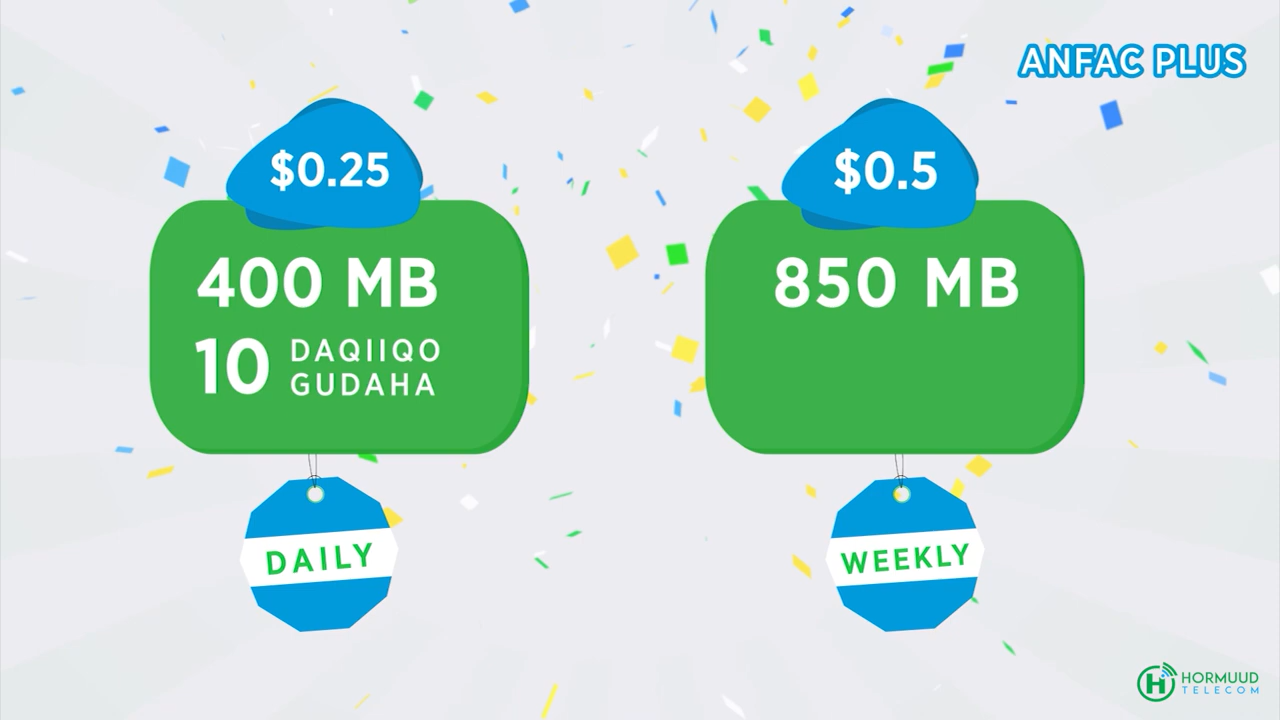 ANFAC PLUS
$0.25
400 MB
10 DAQIIQO
GUDAHA
DAILY
$0.5
850 MB
WEEKLY
HORMUUD
TELECOM